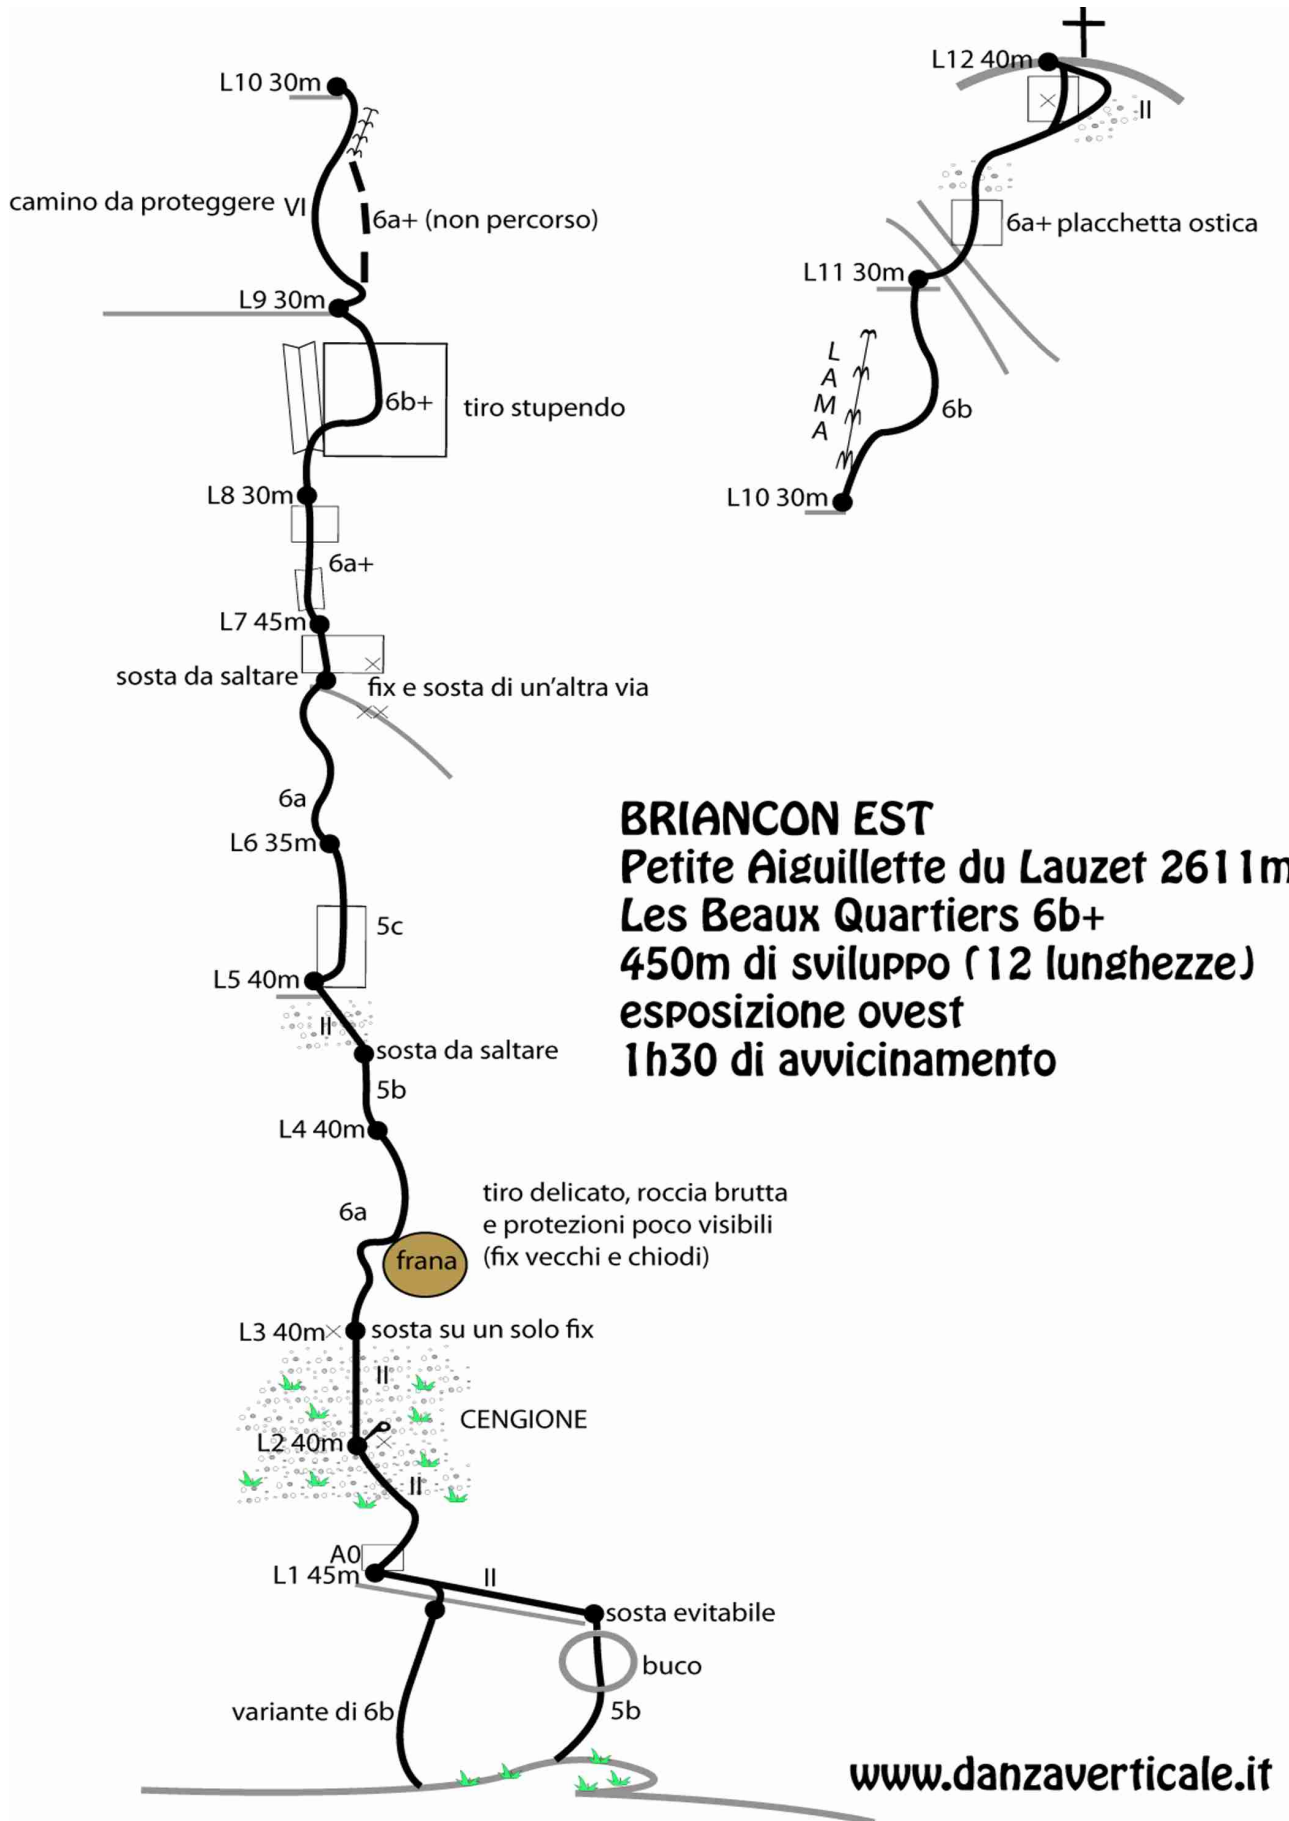 L10 30m
camino da proteggere VI
6a+ (non percorso)
L9 30m
6b+
tiro stupendo
L8 30m
6a+
L7 45m
sosta da saltare
fix e sosta di un'altra via
6a
L6 35m
5c
L5 40m
II
sosta da saltare
5b
L4 40m
6a
tiro delicato, roccia brutta
e protezioni poco visibili
(fix vecchi e chiodi)
frana
L3 40m
sosta su un solo fix
II
CENGIONE
L2 40m
II
A0
L1 45m
II
sosta evitabile
buco
variante di 6b
5b
L12 40m
II
6a+ placchetta ostica
L11 30m
LAMA
6b
L10 30m
BRIANCON EST
Petite Aiguillette du Lauzet 2611m
Les Beaux Quartiers 6b+
450m di sviluppo (12 lunghezze)
esposizione ovest
1h30 di avvicinamento
www.danzaverticale.it